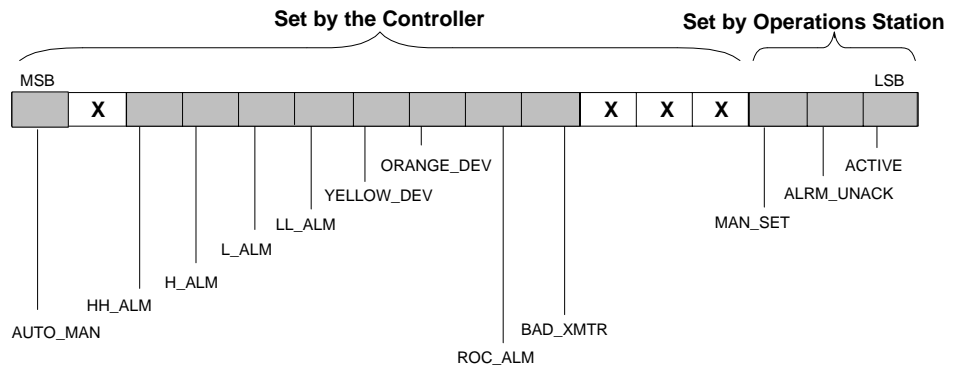 Set by the Controller
Set by Operations Station
MSB
LSB
X
X
X
X
ORANGE_DEV
ACTIVE
YELLOW_DEV
ALRM_UNACK
LL_ALM
MAN_SET
L_ALM
H_ALM
HH_ALM
AUTO_MAN
BAD_XMTR
ROC_ALM